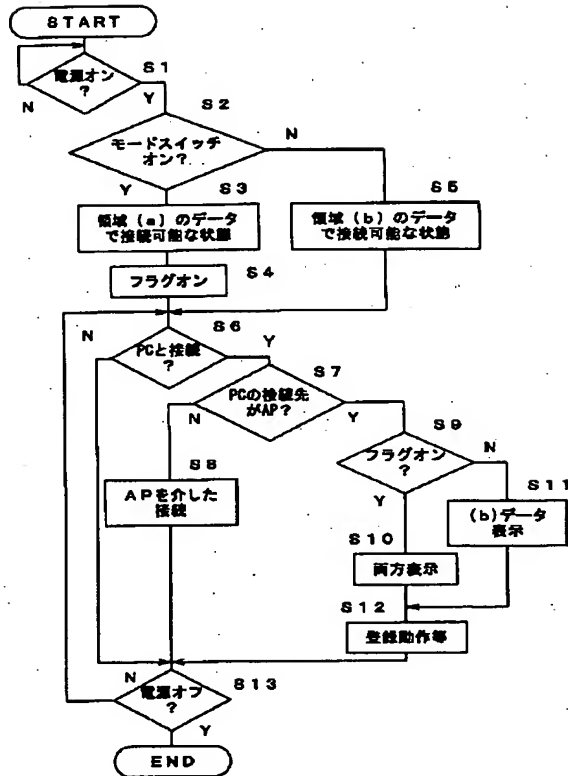 START
電源オン
?
S1
N
Y
S2
モードスイッチ
オン?
N
Y
S3
S5
領域(a)のデータ
で接続可能な状態
領域(b)のデータ
で接続可能な状態
フラグオン
S4
N
S6
PCと接続
?
Y
S7
PCの接続先
がAP?
N
Y
S9
フラグオン
?
N
S8
Y
S11
APを介した
接続
(b)データ
表示
S10
両方表示
S12
登録動作等
N
電源オフ
?
S13
Y
END